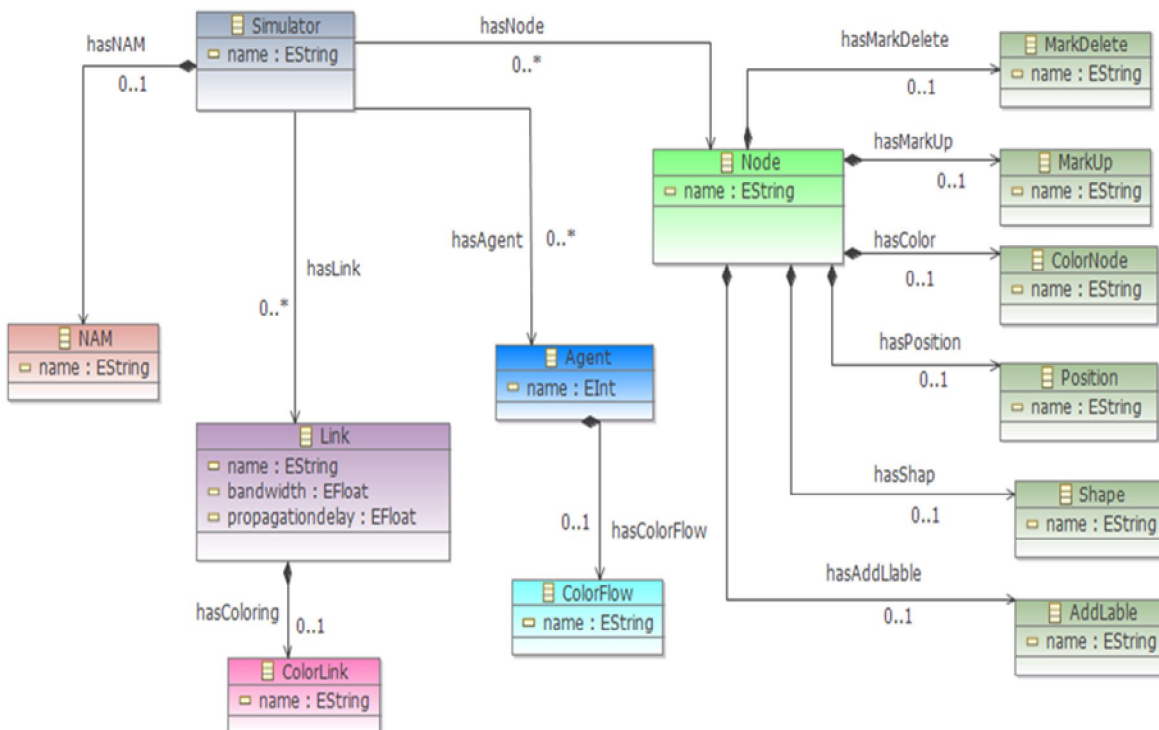 Simulator
name : EString
hasNAM
0..1
hasNode
0..*
hasLink
0..*
hasAgent
0..*
NAM
name : EString
Link
name : EString
bandwidth : EFloat
propagationdelay : EFloat
hasColoring
0..1
ColorLink
name : EString
Agent
name : EInt
0..1
hasColorFlow
ColorFlow
name : EString
Node
name : EString
hasMarkDelete
0..1
MarkDelete
name : EString
hasMarkUp
0..1
MarkUp
name : EString
hasColor
0..1
ColorNode
name : EString
hasPosition
0..1
Position
name : EString
hasShap
0..1
Shape
name : EString
hasAddLlable
0..1
AddLable
name : EString